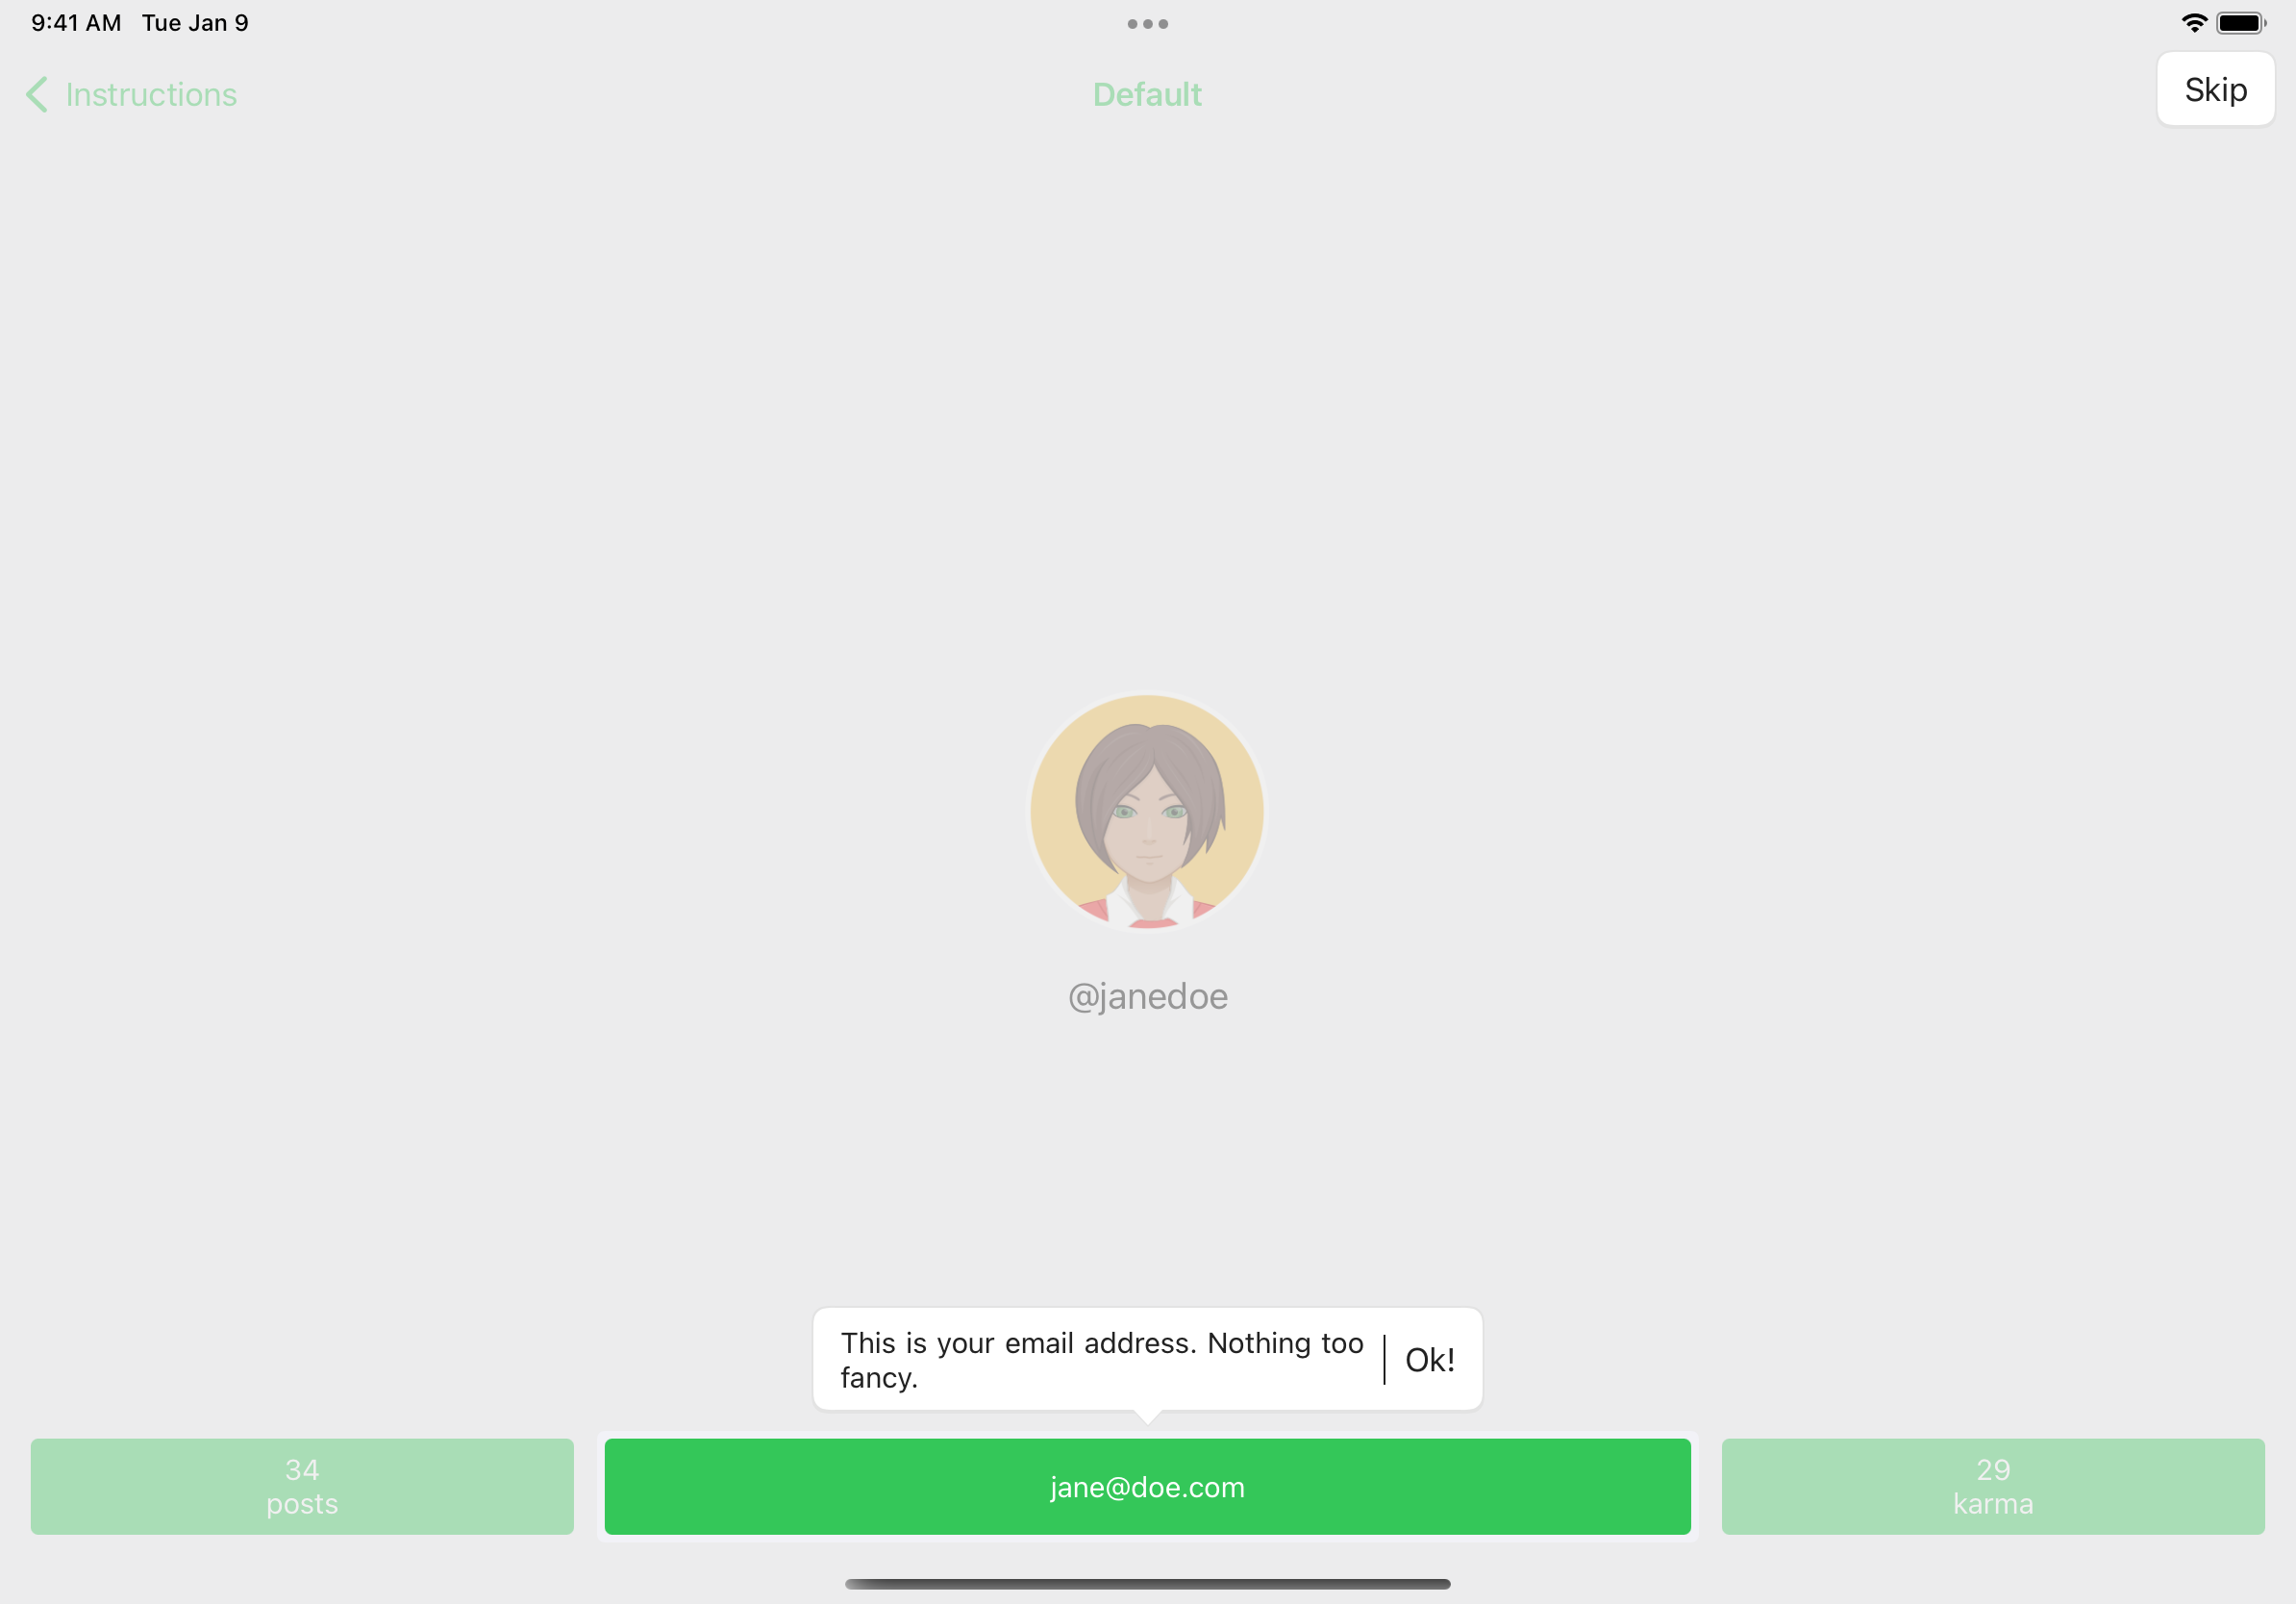 9:41 AM Tue Jan 9
Instructions
Default
Skip
@janedoe
This is your email address. Nothing too
fancy.
Ok!
34
posts
jane@doe.com
29
karma